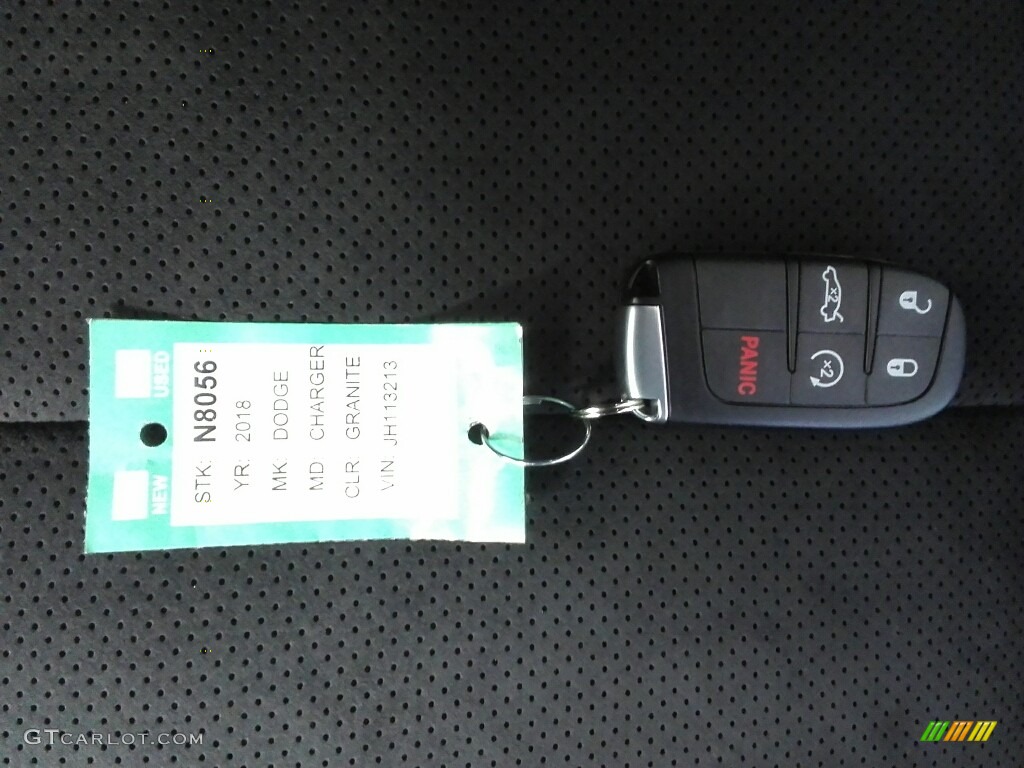 USED
NEW
STK: N8056
YR: 2018
MK: DODGE
MD CHARGER
CLR. GRANITE
VIN. JH113213
x2
x2
PANIC
GTCARLOT.COM